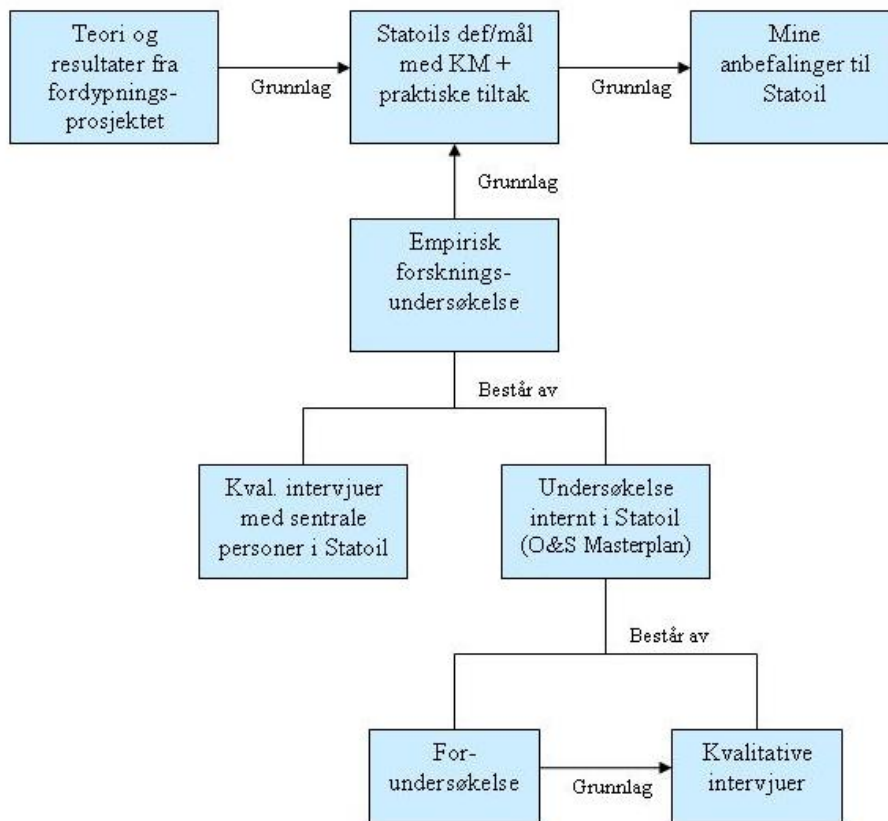 Teori og
resultater fra
fordypnings-
prosjektet
Grunnlag
Statoils def/mål
med KM +
praktiske tiltak
Grunnlag
Mine
anbefalinger til
Statoil
Grunnlag
Empirisk
forsknings-
undersøkelse
Består av
Kval. intervjuer
med sentrale
personer i Statoil
Undersøkelse
internt i Statoil
(O&S Masterplan)
Består av
For-
undersøkelse
Grunnlag
Kvalitative
intervjuer